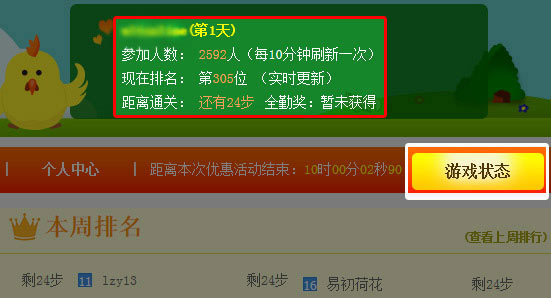 (第1天)
参加人数： 2592人（每10分钟刷新一次）
现在排名： 第305位 （实时更新）
距离通关： 还有24步 全勤奖：暂未获得
| 个人中心 | 距离本次优惠活动结束：10时00分02秒90 游戏状态
本周排名
(查看上周排行)
剩24步 11 lzy13 剩24步 16 易初荷花 剩24步